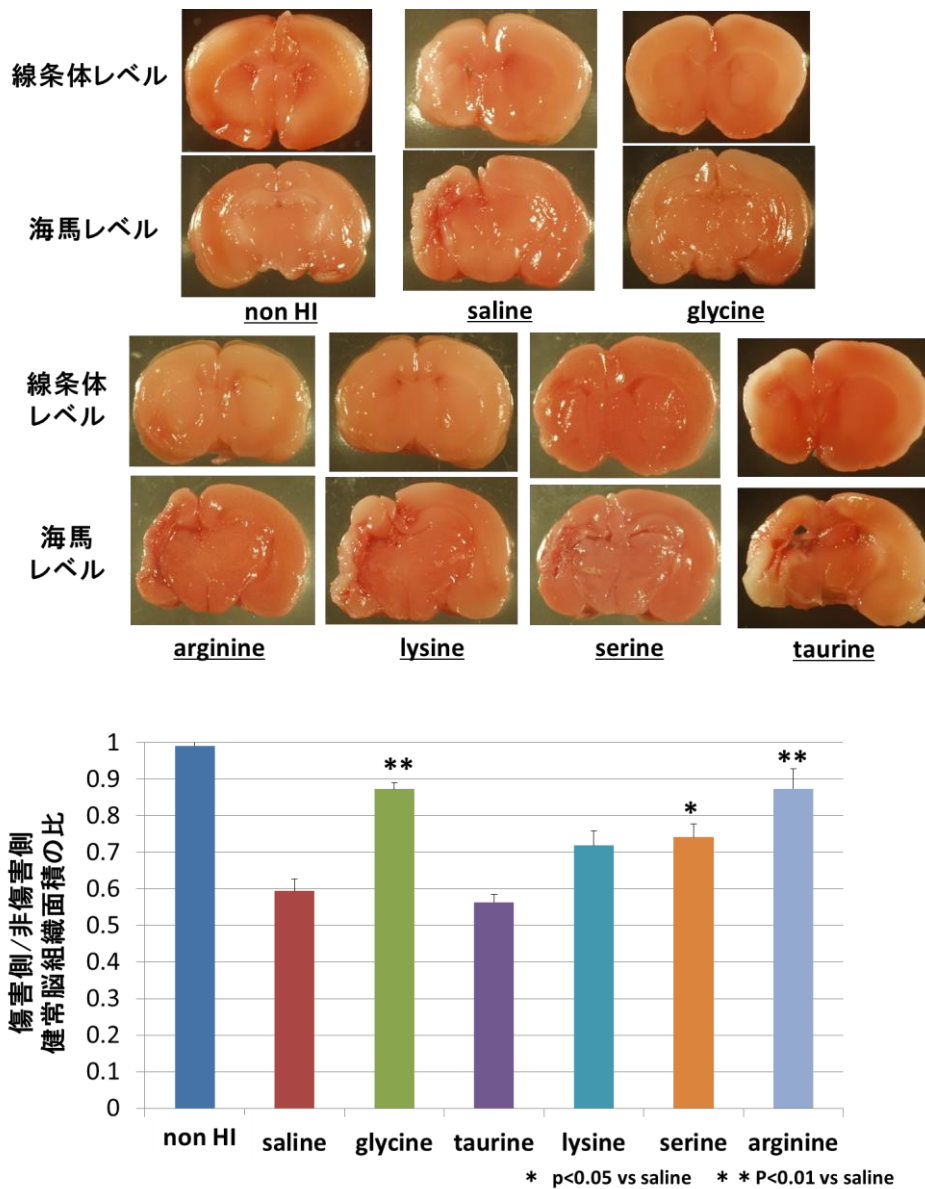 線条体レベル
海馬レベル
non HI
saline
glycine
線条体
レベル
海馬
レベル
arginine
lysine
serine
taurine
傷害側/非傷害側
健常脳組織面積の比
1
0.9
0.8
0.7
0.6
0.5
0.4
0.3
0.2
0.1
0
**
*
**
non HI
saline
glycine
taurine
lysine
serine
arginine
* p<0.05 vs saline * * P<0.01 vs saline